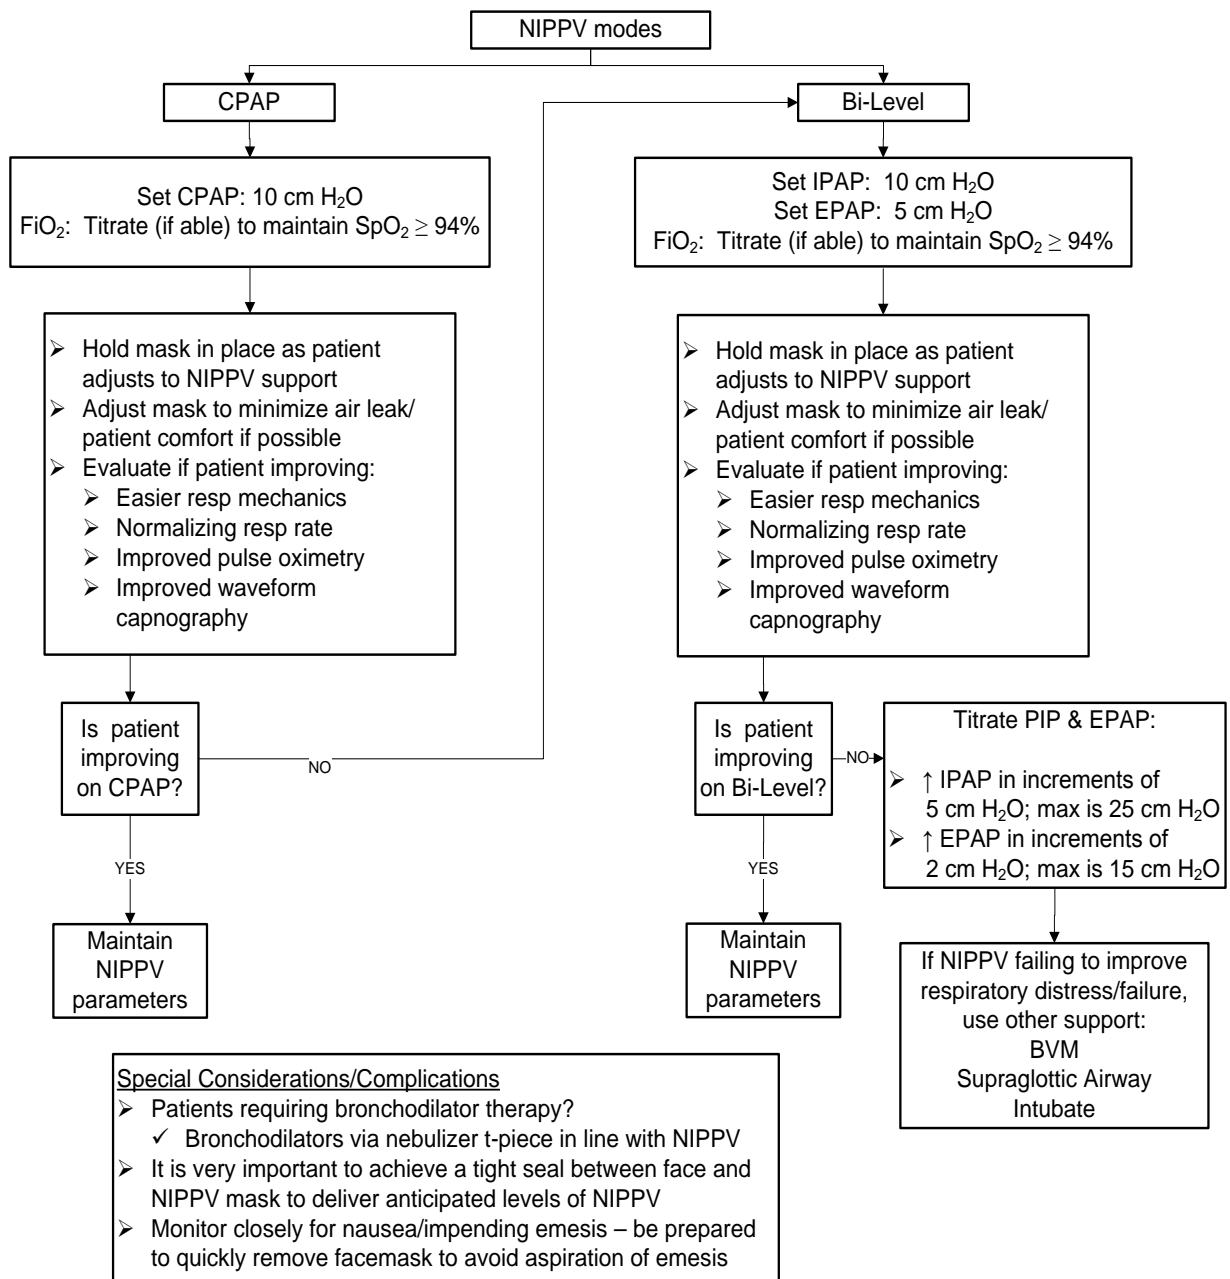 NIPPV modes
CPAP
Bi-Level
Set CPAP: 10 cm H₂O
FiO₂: Titrate (if able) to maintain SpO₂ ≥ 94%
Set IPAP: 10 cm H₂O
Set EPAP: 5 cm H₂O
FiO₂: Titrate (if able) to maintain SpO₂ ≥ 94%
➢ Hold mask in place as patient
adjusts to NIPPV support
➢ Adjust mask to minimize air leak/
patient comfort if possible
➢ Evaluate if patient improving:
➢ Easier resp mechanics
➢ Normalizing resp rate
➢ Improved pulse oximetry
➢ Improved waveform
capnography
➢ Hold mask in place as patient
adjusts to NIPPV support
➢ Adjust mask to minimize air leak/
patient comfort if possible
➢ Evaluate if patient improving:
➢ Easier resp mechanics
➢ Normalizing resp rate
➢ Improved pulse oximetry
➢ Improved waveform
capnography
Is patient
improving
on CPAP?
NO
YES
Maintain
NIPPV
parameters
Is patient
improving
on Bi-Level?
NO
YES
Maintain
NIPPV
parameters
Titrate PIP & EPAP:
➢ ↑ IPAP in increments of
5 cm H₂O; max is 25 cm H₂O
➢ ↑ EPAP in increments of
2 cm H₂O; max is 15 cm H₂O
If NIPPV failing to improve
respiratory distress/failure,
use other support:
BVM
Supraglottic Airway
Intubate
Special Considerations/Complications
➢ Patients requiring bronchodilator therapy?
✓ Bronchodilators via nebulizer t-piece in line with NIPPV
➢ It is very important to achieve a tight seal between face and
NIPPV mask to deliver anticipated levels of NIPPV
➢ Monitor closely for nausea/impending emesis – be prepared
to quickly remove facemask to avoid aspiration of emesis